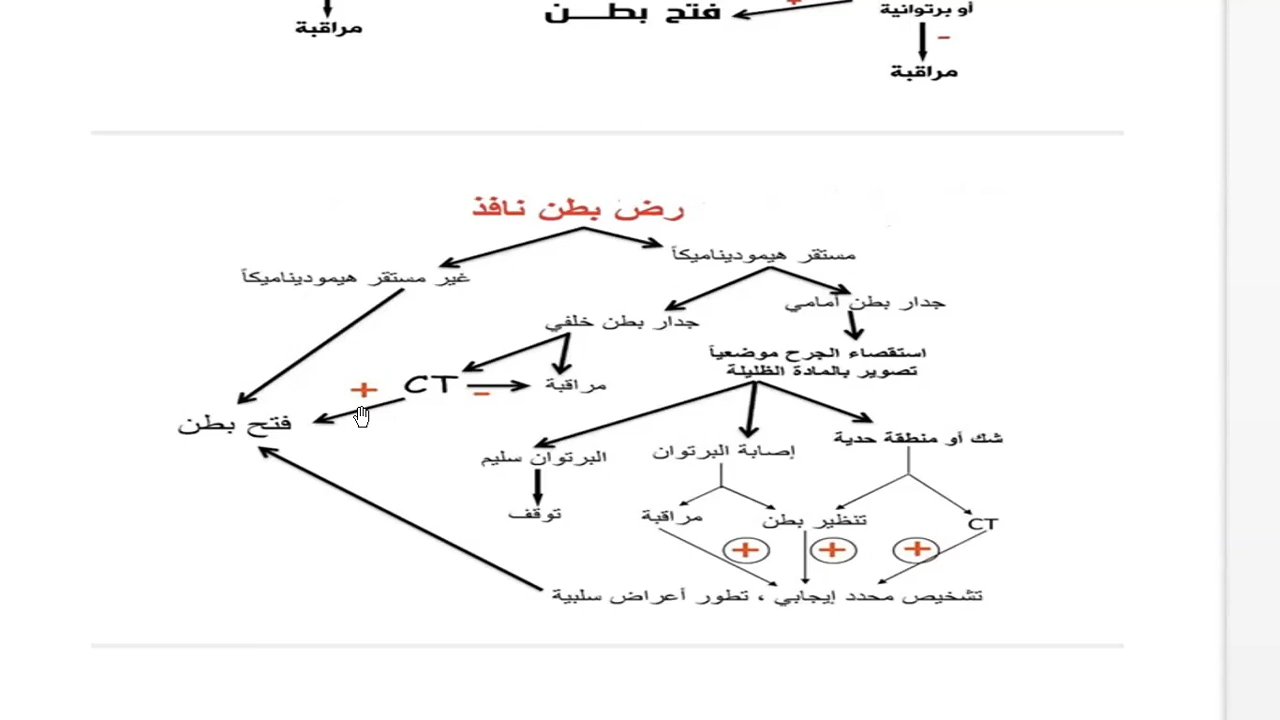 أو برتوانية
+
فتح بطن
مراقبة
-
مراقبة
رض بطن نافذ
مستقر هيموديناميكاً
غير مستقر هيموديناميكاً
جدار بطن أمامي
جدار بطن خلفي
استقصاء الجرح موضعياً
تصوير بالمادة الظليلة
مراقبة
CT
-
+
فتح بطن
شك أو منطقة حدية
إصابة البرتوان
البرتوان سليم
توقف
مراقبة
تنظير بطن
CT
+
+
+
تشخيص محدد إيجابي ، تطور أعراض سلبية